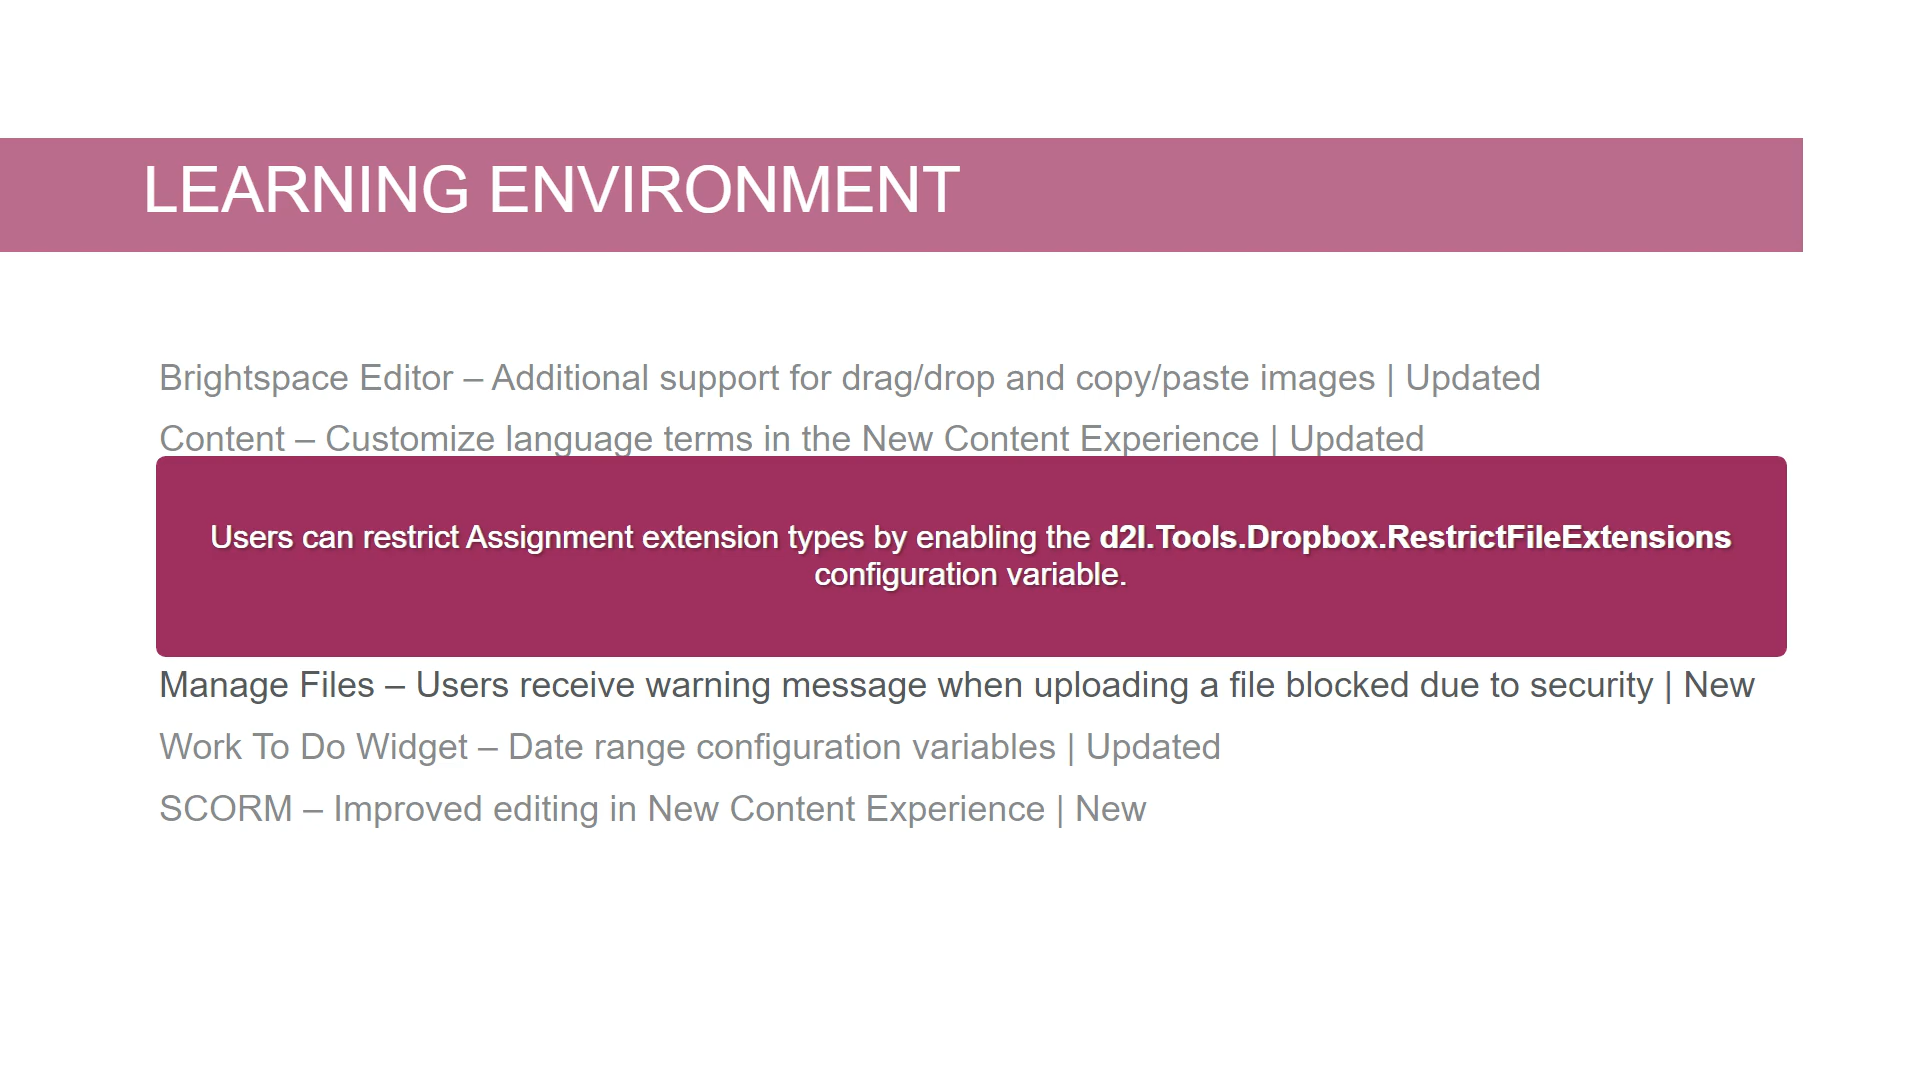 LEARNING ENVIRONMENT
Brightspace Editor – Additional support for drag/drop and copy/paste images | Updated
Content – Customize language terms in the New Content Experience | Updated
Users can restrict Assignment extension types by enabling the d2l.Tools.Dropbox.RestrictFileExtensions
configuration variable.
Manage Files – Users receive warning message when uploading a file blocked due to security | New
Work To Do Widget – Date range configuration variables | Updated
SCORM – Improved editing in New Content Experience | New